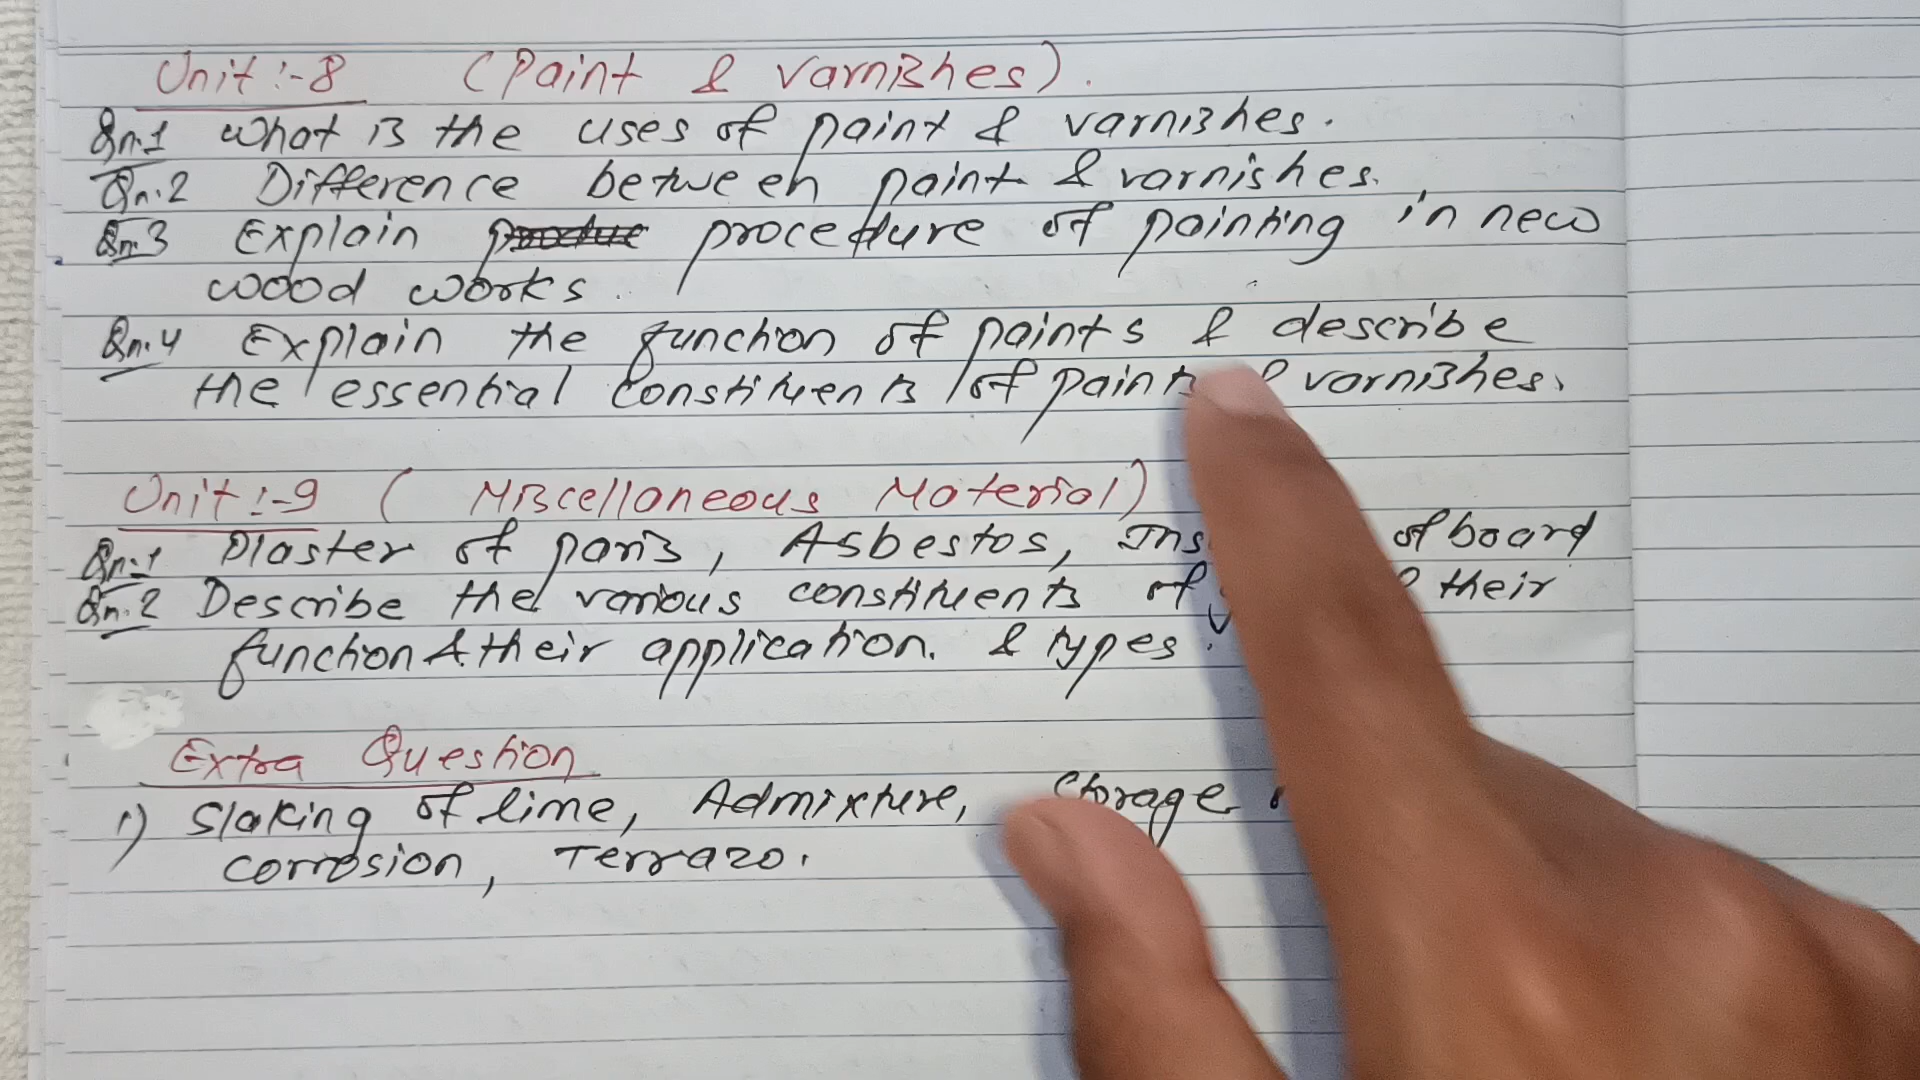 Unit :- 8 (Paint & Varnishes).
Qn.1 What is the uses of paint & varnishes.
Qn.2 Difference between paint & varnishes.
Qn.3 Explain procedure of painting in new
wood works.
Qn.4 Explain the function of paints & describe
the essential constituents of paints & varnishes.
Unit :- 9 (Miscellaneous Material)
Qn.1 Plaster of paris, Asbestos, of board
Qn.2 Describe the various constituents of their
function & their application. & types.
Extra Question
1) Slaking of lime, Admixture, Storage
corrosion, Terrazo.